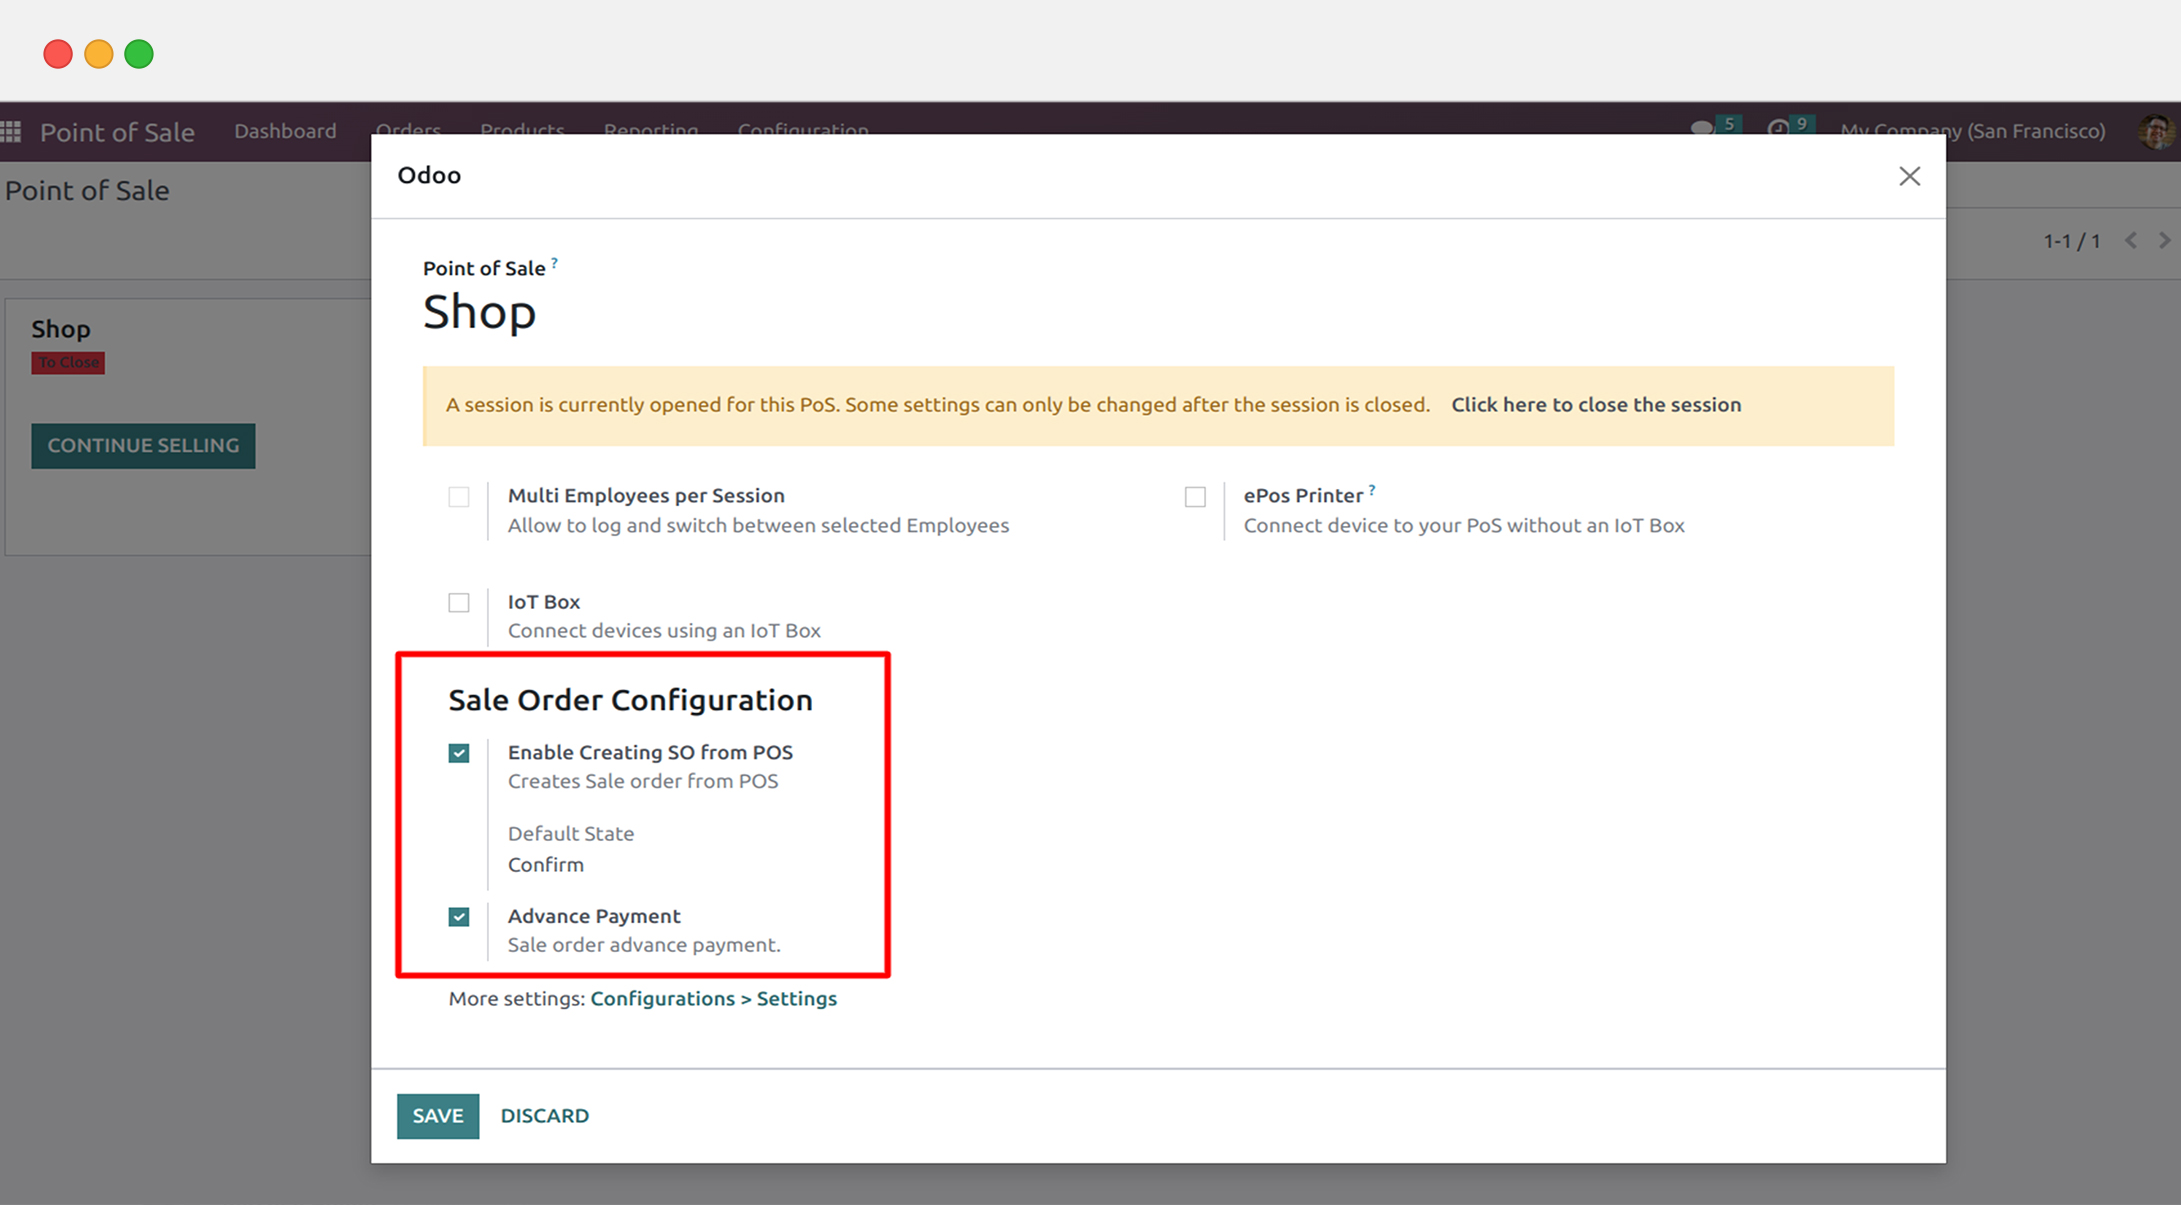 Point of Sale Dashboard Orders Products Reporting Configuration 5 9 My Company (San Francisco)
Odoo
Point of Sale
1-1 / 1
Point of Sale ?
Shop
Shop
To Close
A session is currently opened for this PoS. Some settings can only be changed after the session is closed. Click here to close the session
CONTINUE SELLING
Multi Employees per Session
Allow to log and switch between selected Employees
ePos Printer ?
Connect device to your PoS without an IoT Box
IoT Box
Connect devices using an IoT Box
Sale Order Configuration
Enable Creating SO from POS
Creates Sale order from POS
Default State
Confirm
Advance Payment
Sale order advance payment.
More settings: Configurations > Settings
SAVE DISCARD